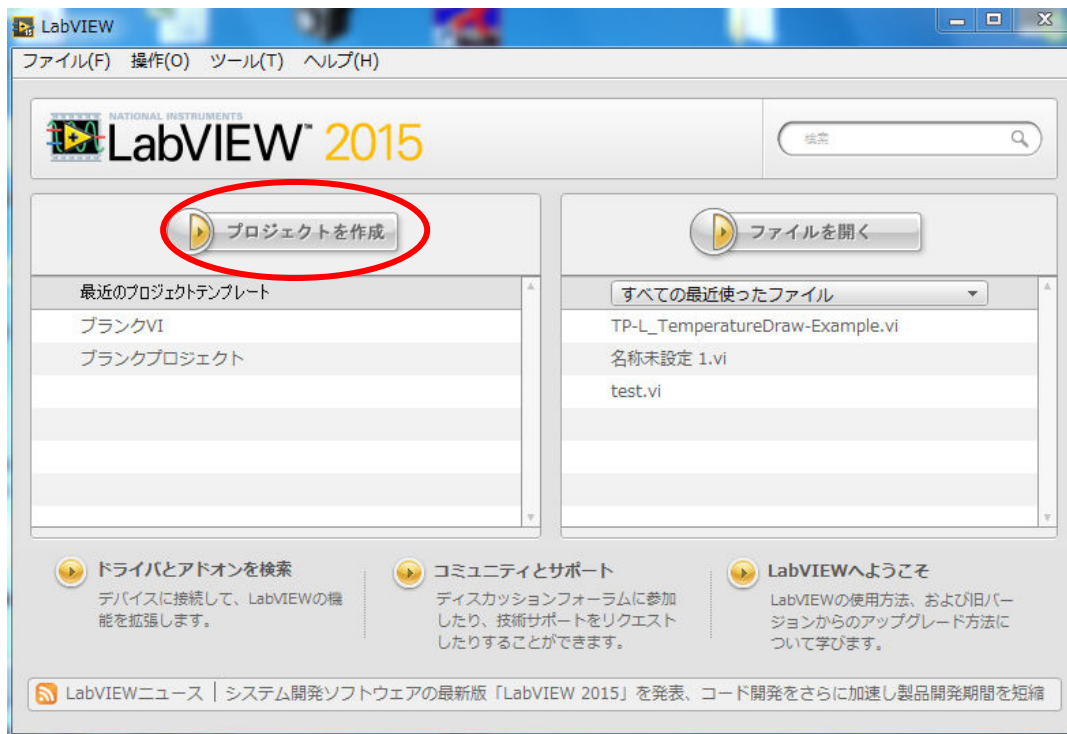 LabVIEW
ファイル(F) 操作(O) ツール(T) ヘルプ(H)
NATIONAL INSTRUMENTS
LabVIEW™ 2015
検索
プロジェクトを作成
最近のプロジェクトテンプレート
ブランクVI
ブランクプロジェクト
ファイルを開く
すべての最近使ったファイル
TP-L_TemperatureDraw-Example.vi
名称未設定 1.vi
test.vi
ドライバとアドオンを検索
デバイスに接続して、LabVIEWの機
能を拡張します。
コミュニティとサポート
ディスカッションフォーラムに参加
したり、技術サポートをリクエスト
したりすることができます。
LabVIEWへようこそ
LabVIEWの使用方法、および旧バー
ジョンからのアップグレード方法に
ついて学びます。
LabVIEWニュース | システム開発ソフトウェアの最新版「LabVIEW 2015」を発表、コード開発をさらに加速し製品開発期間を短縮